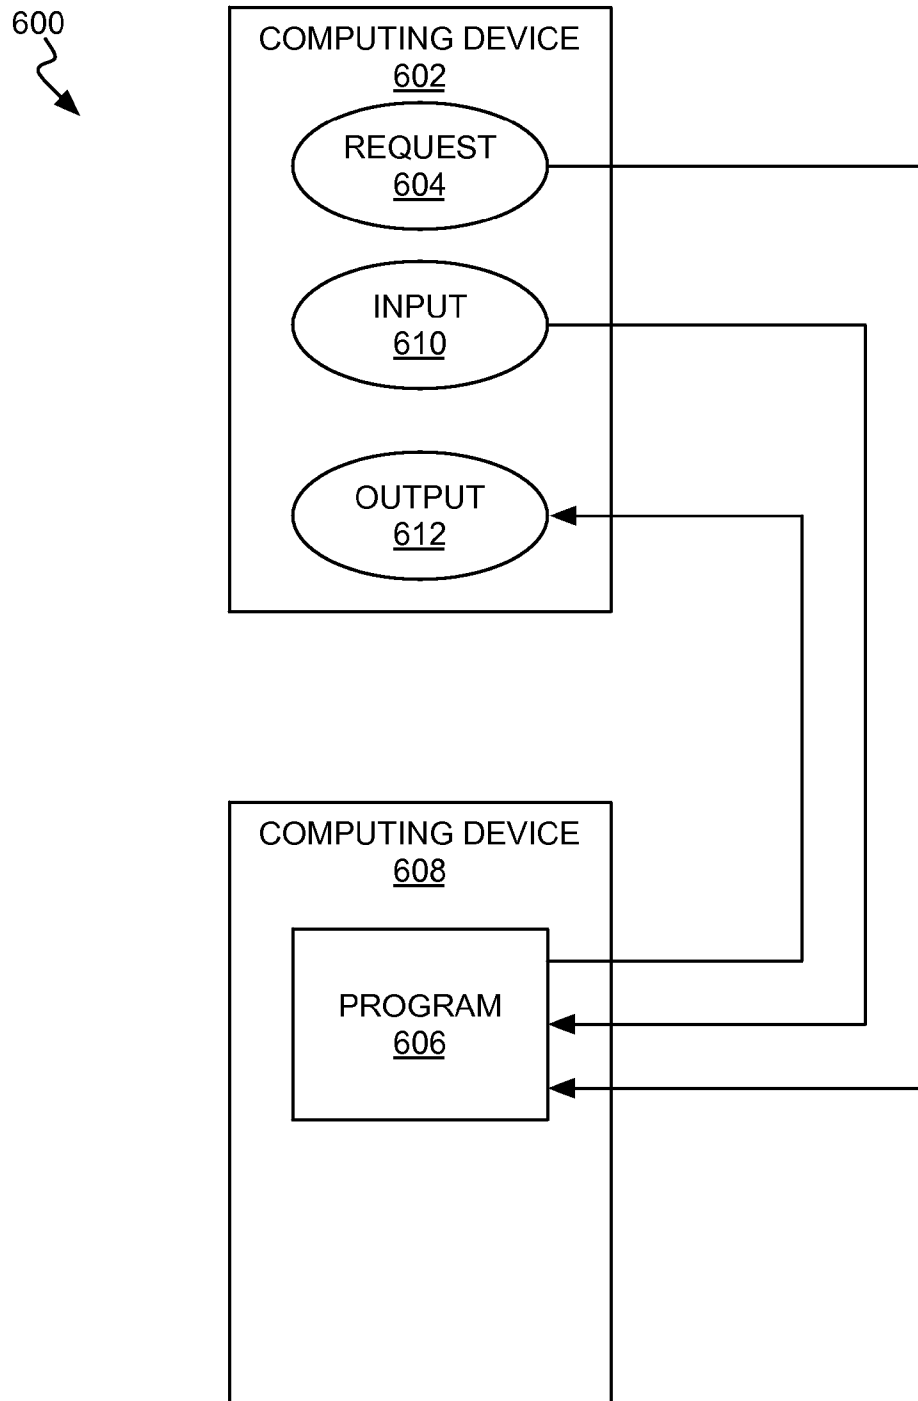 600
COMPUTING DEVICE
602
REQUEST
604
INPUT
610
OUTPUT
612
COMPUTING DEVICE
608
PROGRAM
606